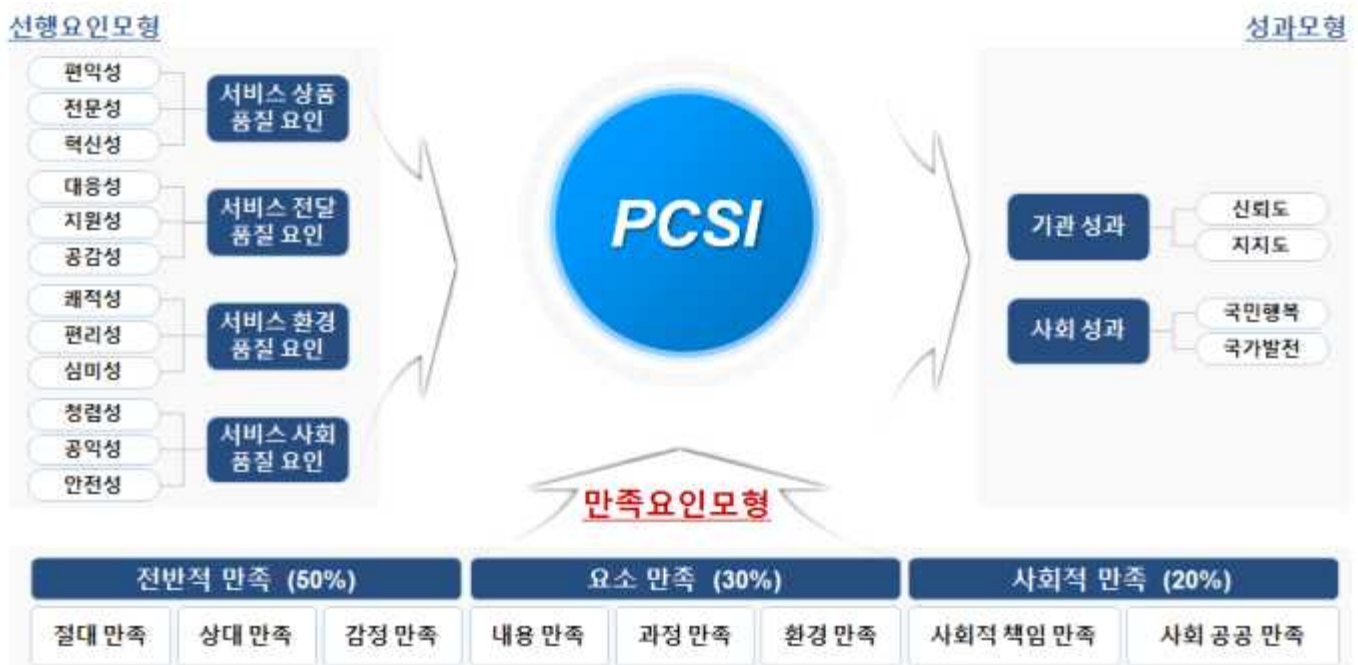 선행요인모형
편익성
전문성
혁신성
서비스 상품
품질 요인
대응성
지원성
공감성
서비스 전달
품질 요인
쾌적성
편리성
심미성
서비스 환경
품질 요인
청렴성
공익성
안전성
서비스 사회
품질 요인
PCSI
성과모형
기관 성과
신뢰도
지지도
사회 성과
국민행복
국가발전
만족요인모형
전반적 만족 (50%)
요소 만족 (30%)
사회적 만족 (20%)
절대 만족
상대 만족
감정 만족
내용 만족
과정 만족
환경 만족
사회적 책임 만족
사회 공공 만족